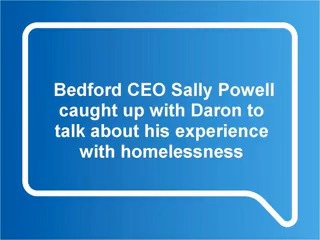 Bedford CEO Sally Powell
caught up with Daron to
talk about his experience
with homelessness